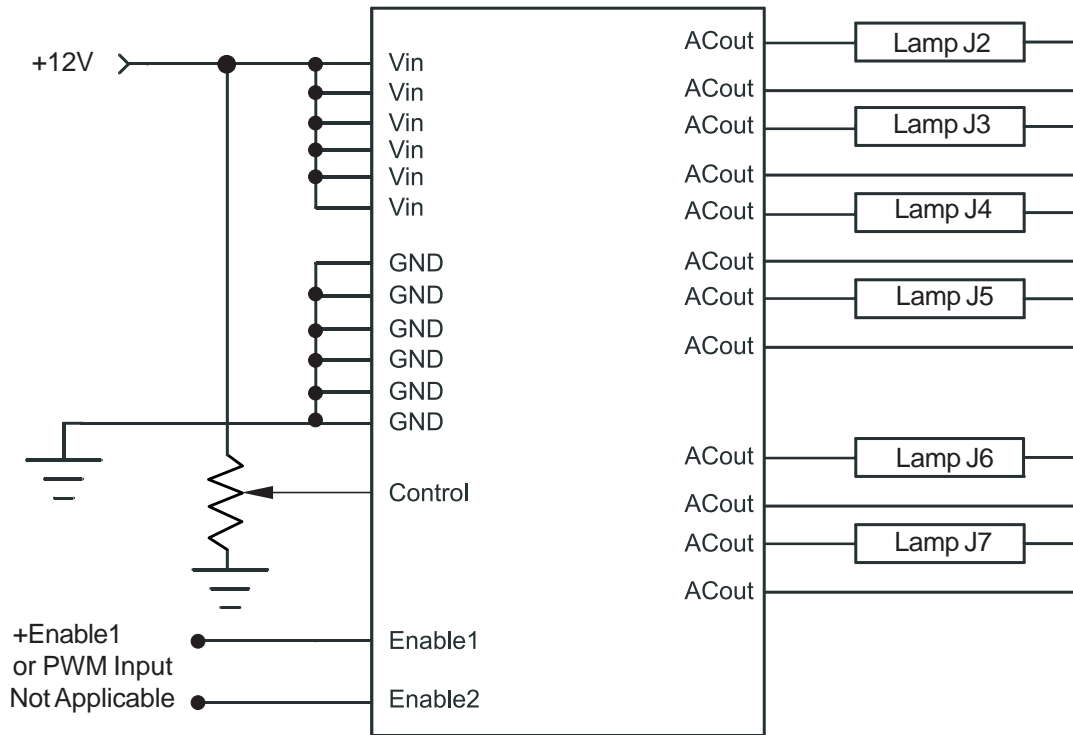 +12V
Vin
Vin
Vin
Vin
Vin
Vin
GND
GND
GND
GND
GND
GND
Control
+Enable1
or PWM Input
Not Applicable
Enable1
Enable2
ACout
Lamp J2
ACout
ACout
Lamp J3
ACout
ACout
Lamp J4
ACout
ACout
Lamp J5
ACout
ACout
Lamp J6
ACout
ACout
Lamp J7
ACout